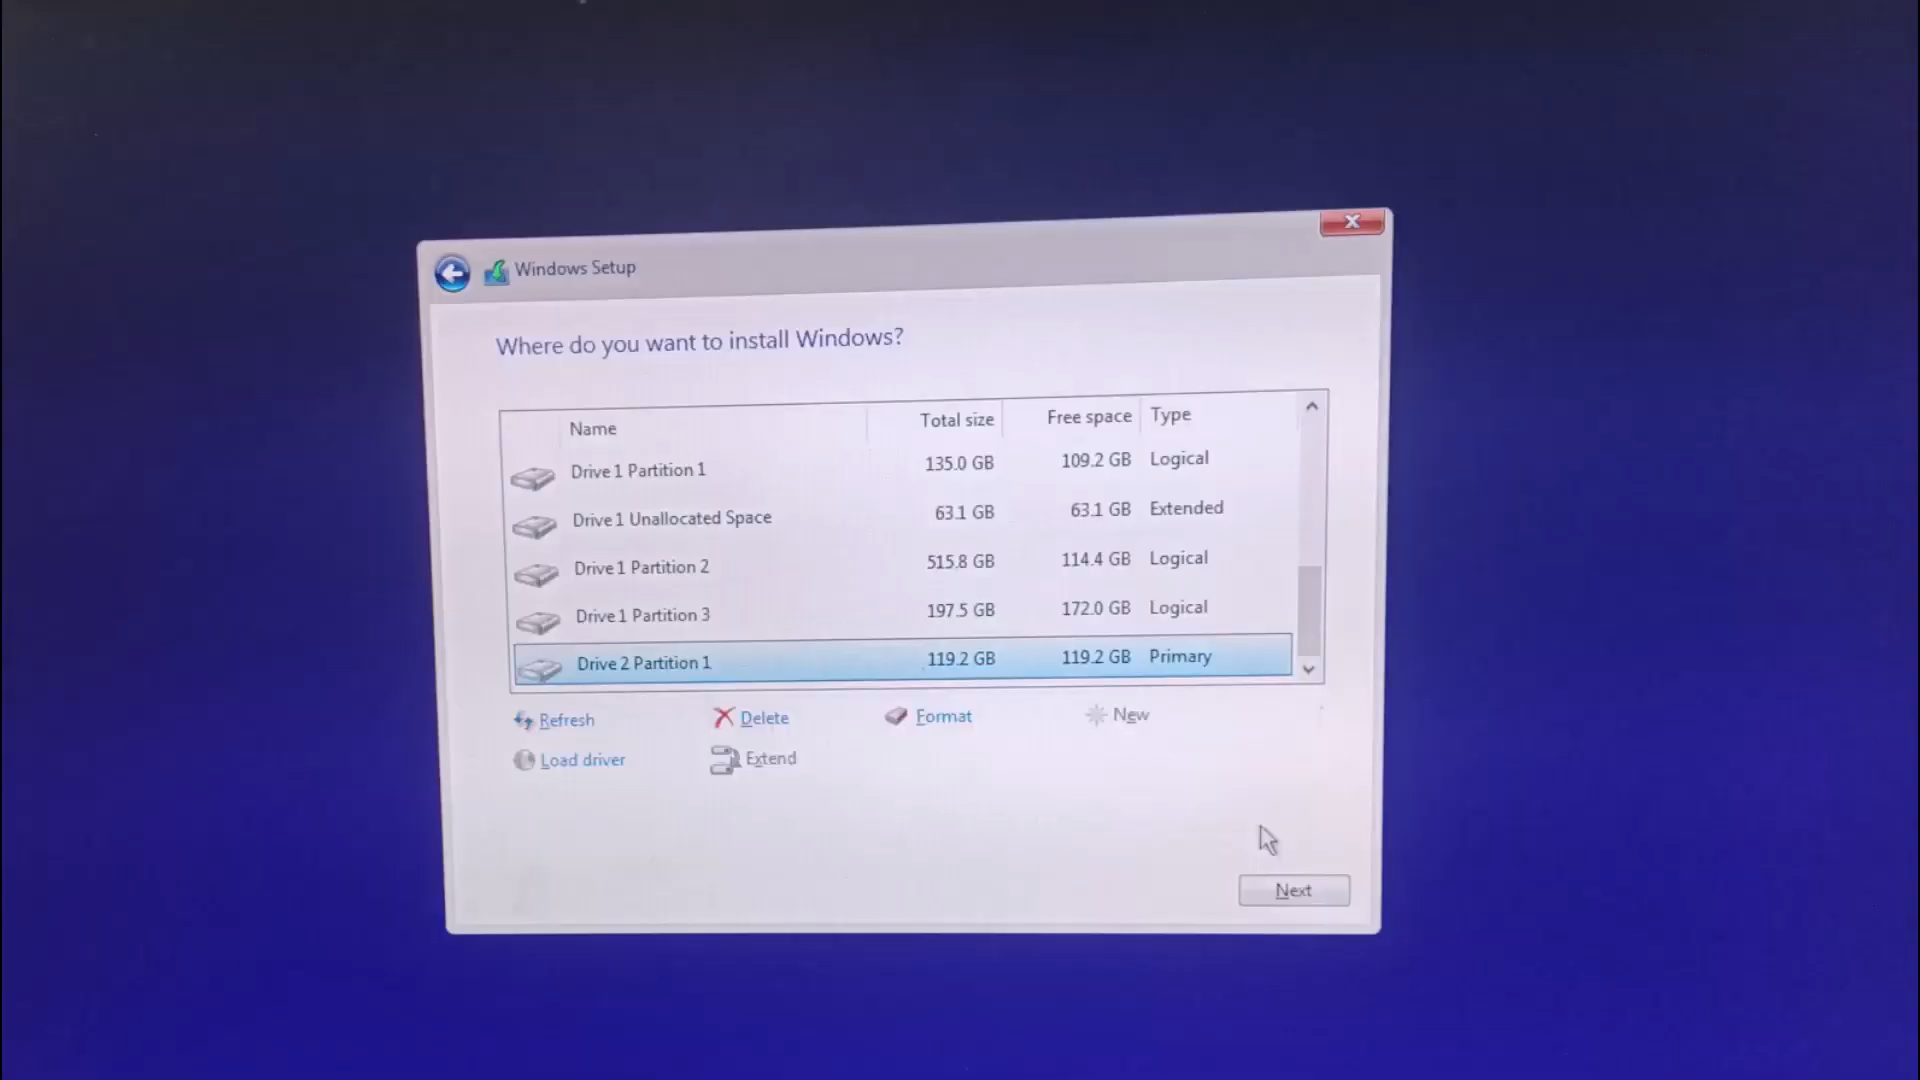 Windows Setup
Where do you want to install Windows?
Name Total size Free space Type
Drive 1 Partition 1 135.0 GB 109.2 GB Logical
Drive 1 Unallocated Space 63.1 GB 63.1 GB Extended
Drive 1 Partition 2 515.8 GB 114.4 GB Logical
Drive 1 Partition 3 197.5 GB 172.0 GB Logical
Drive 2 Partition 1 119.2 GB 119.2 GB Primary
Refresh Delete Format New
Load driver Extend
Next